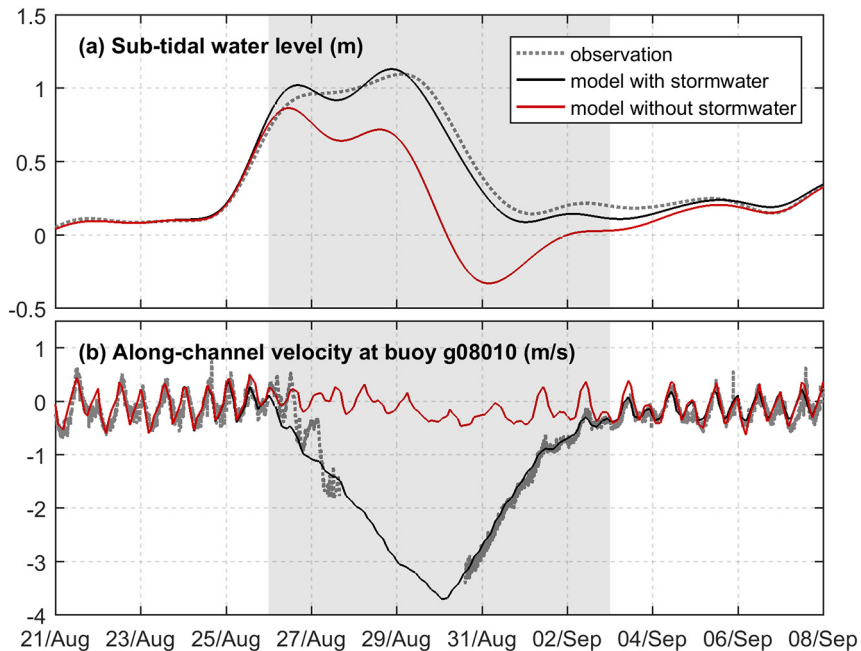 (a) Sub-tidal water level (m)
observation
model with stormwater
model without stormwater
1.5
1
0.5
0
-0.5
(b) Along-channel velocity at buoy g08010 (m/s)
1
0
-1
-2
-3
-4
21/Aug 23/Aug 25/Aug 27/Aug 29/Aug 31/Aug 02/Sep 04/Sep 06/Sep 08/Sep